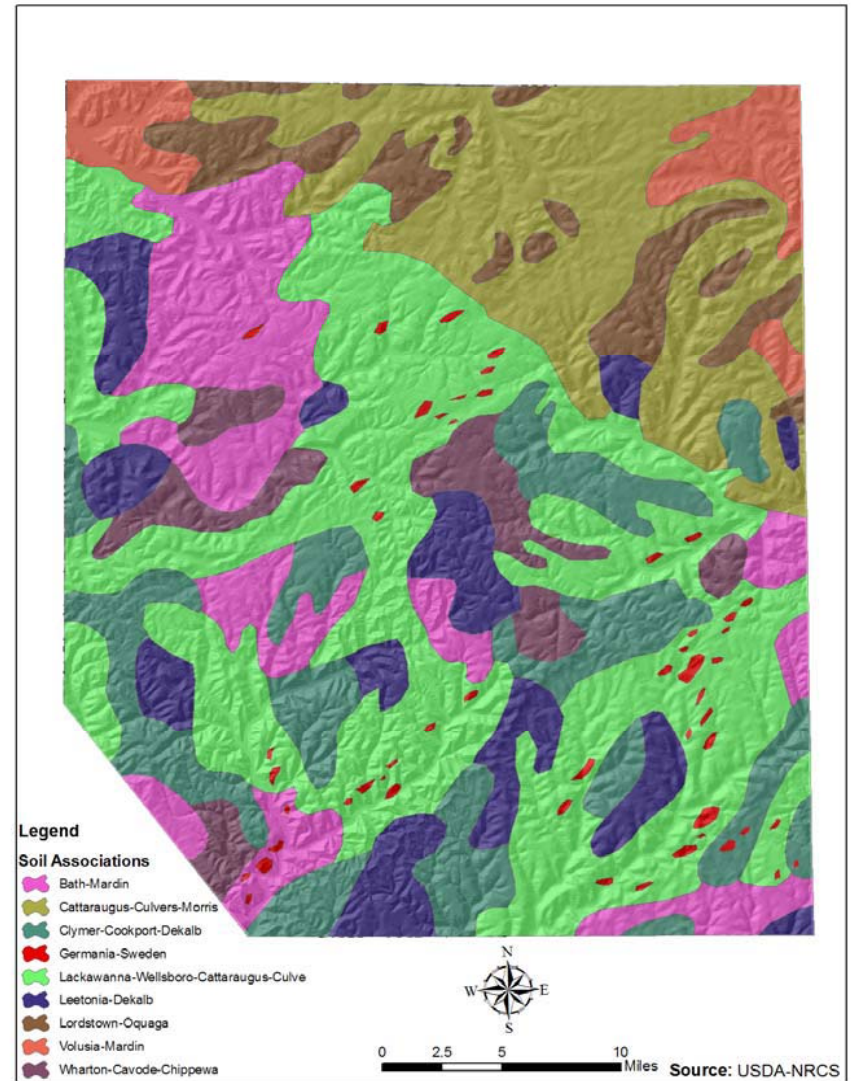 Legend
Soil Associations
Bath-Mardin
Cattaraugus-Culvers-Morris
Clymer-Cookport-Dekalb
Germania-Sweden
Lackawanna-Wellsboro-Cattaraugus-Culve
Leetonia-Dekalb
Lordstown-Oquaga
Volusia-Mardin
Wharton-Cavode-Chippewa
N
W E
S
0 2.5 5 10
Miles
Source: USDA-NRCS